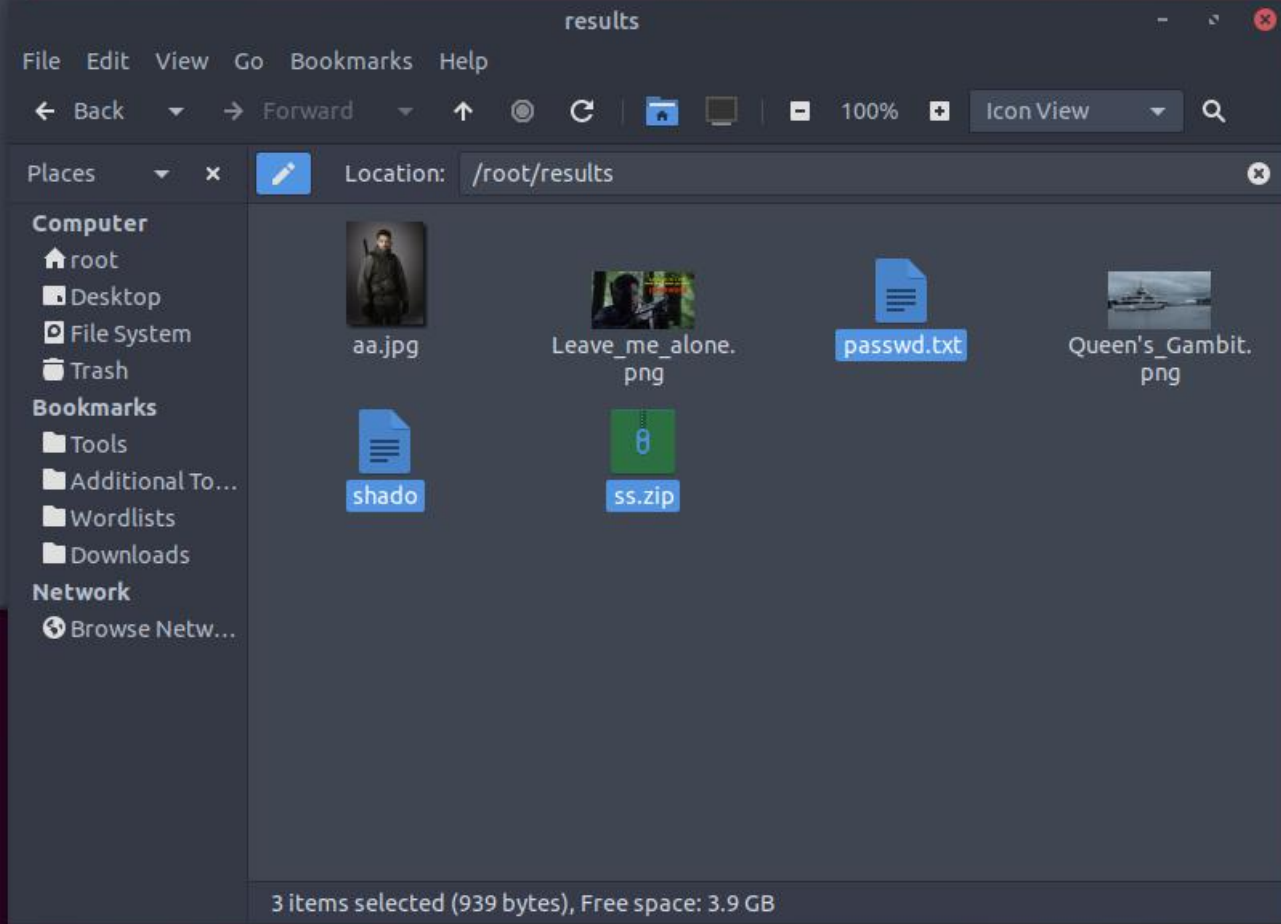 results
File Edit View Go Bookmarks Help
Back Forward 100% Icon View
Places Location: /root/results
Computer
root
Desktop
File System
Trash
Bookmarks
Tools
Additional To...
Wordlists
Downloads
Network
Browse Netw...
aa.jpg
Leave_me_alone.
png
passwd.txt
Queen's_Gambit.
png
shado
ss.zip
3 items selected (939 bytes), Free space: 3.9 GB